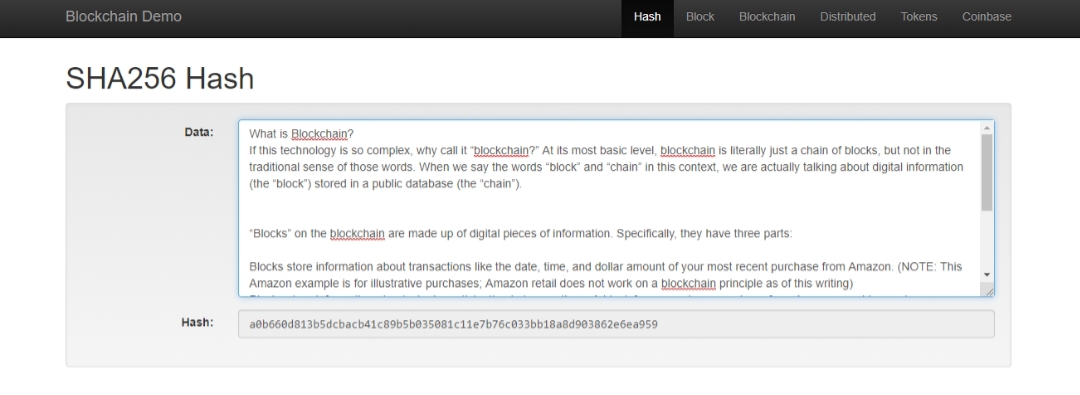 Blockchain Demo
Hash Block Blockchain Distributed Tokens Coinbase
SHA256 Hash
Data:
What is Blockchain?
If this technology is so complex, why call it “blockchain?” At its most basic level, blockchain is literally just a chain of blocks, but not in the
traditional sense of those words. When we say the words “block” and “chain” in this context, we are actually talking about digital information
(the “block”) stored in a public database (the “chain”).
“Blocks” on the blockchain are made up of digital pieces of information. Specifically, they have three parts:
Blocks store information about transactions like the date, time, and dollar amount of your most recent purchase from Amazon. (NOTE: This
Amazon example is for illustrative purchases; Amazon retail does not work on a blockchain principle as of this writing)
Hash:
a0b660d813b5dcbacb41c89b5b035081c11e7b76c033bb18a8d903862e6ea959